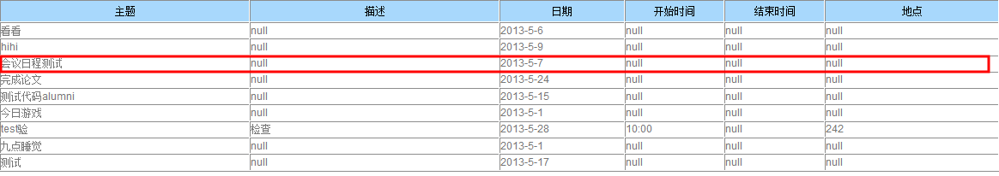 主题 描述 日期 开始时间 结束时间 地点
看看 null 2013-5-6 null null null
hihi null 2013-5-9 null null null
会议日程测试 null 2013-5-7 null null null
完成论文 null 2013-5-24 null null null
测试代码alumni null 2013-5-15 null null null
今日游戏 null 2013-5-1 null null null
test验 检查 2013-5-28 10:00 null 242
九点睡觉 null 2013-5-1 null null null
测试 null 2013-5-17 null null null